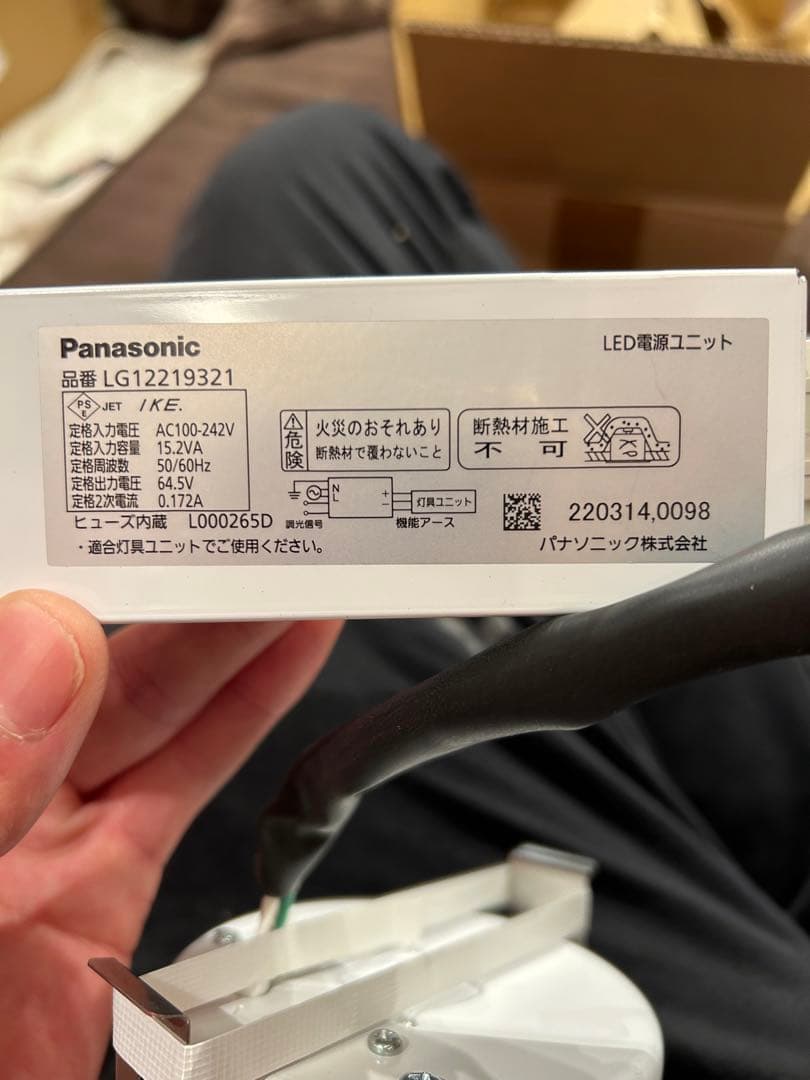 Panasonic
LED電源ユニット
品番 LG12219321
PS E JET IKE.
定格入力電圧 AC100-242V
定格入力容量 15.2VA
定格周波数 50/60Hz
定格出力電圧 64.5V
定格2次電流 0.172A
危険
火災のおそれあり
断熱材で覆わないこと
断熱材施工
不可
N
L
+
−
灯具ユニット
調光信号
機能アース
ヒューズ内蔵 L000265D
220314,0098
・適合灯具ユニットでご使用ください。
パナソニック株式会社